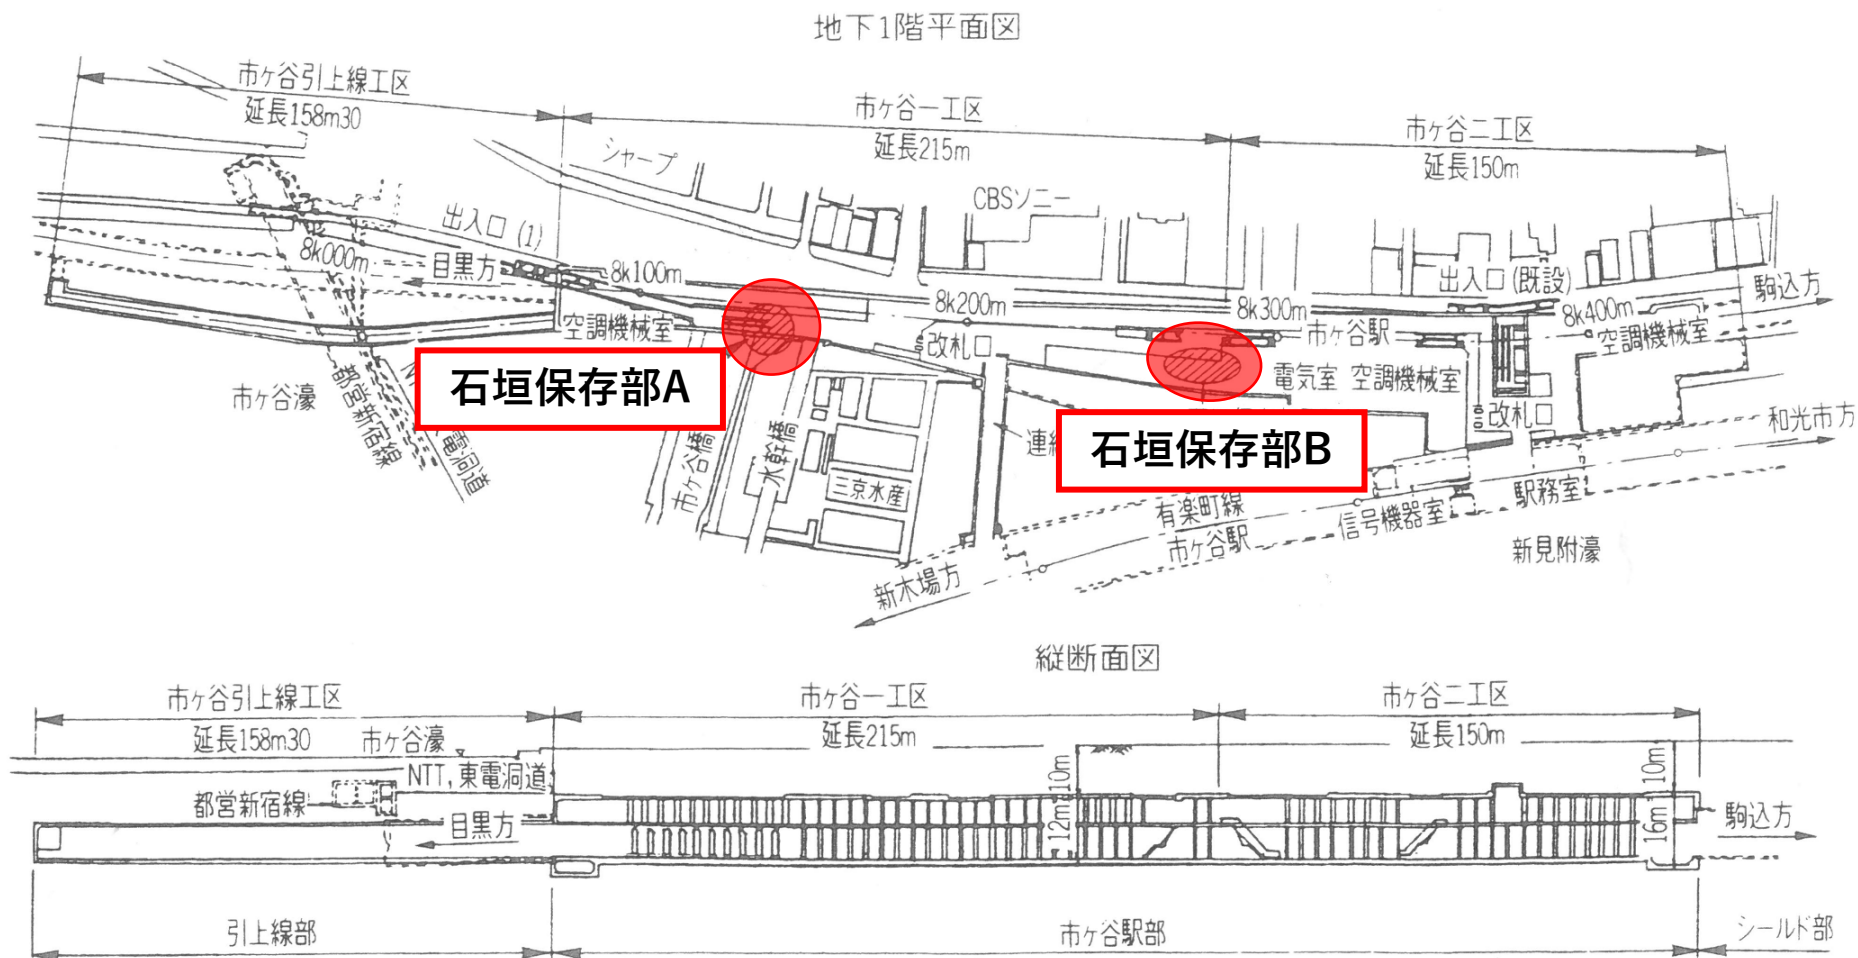 地下1階平面図
市ヶ谷引上線工区
延長158m30
市ヶ谷一工区
延長215m
市ヶ谷二工区
延長150m
シャープ
CBSソニー
出入口 (1)
8k000m
目黒方
8k100m
8k200m
8k300m
出入口 (既設)
8k400m
駒込方
空調機械室
改札口
市ヶ谷駅
空調機械室
石垣保存部A
電気室 空調機械室
市ヶ谷濠
都営新宿線
電洞道
市ヶ谷橋
水幹橋
三京水産
連絡
石垣保存部B
改札口
和光市方
有楽町線
市ヶ谷駅
信号機器室
駅務室
新見附濠
新木場方
縦断面図
市ヶ谷引上線工区
延長158m30
市ヶ谷濠
市ヶ谷一工区
延長215m
市ヶ谷二工区
延長150m
NTT, 東電洞道
都営新宿線
目黒方
10m
12m
10m
16m
駒込方
引上線部
市ヶ谷駅部
シールド部